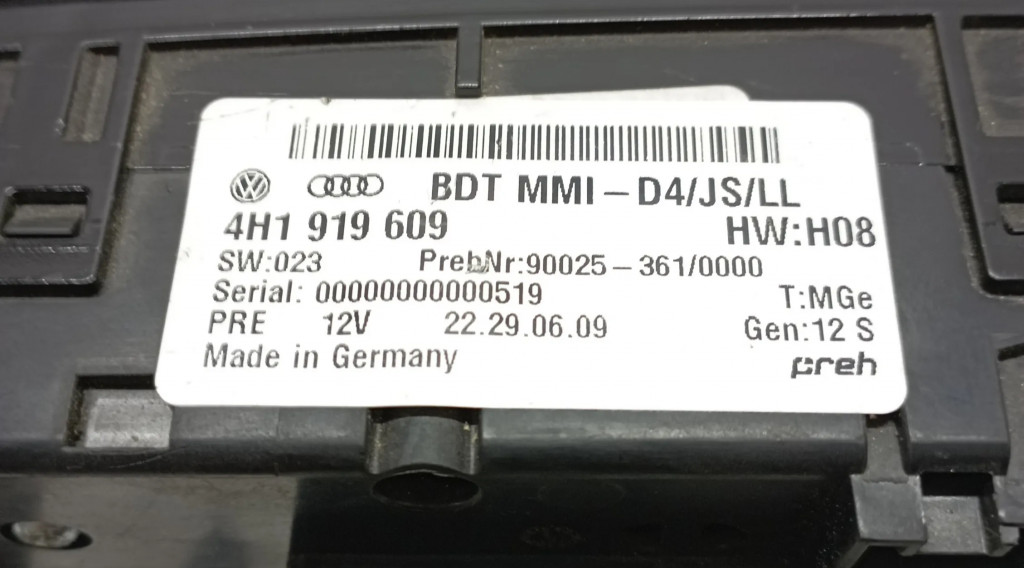 BDT MMI - D4/JS/LL
4H1 919 609 HW:H08
SW:023 PrehNr:90025 - 361/0000
Serial: 00000000000519 T:MGe
PRE 12V 22.29.06.09 Gen:12 S
Made in Germany preh